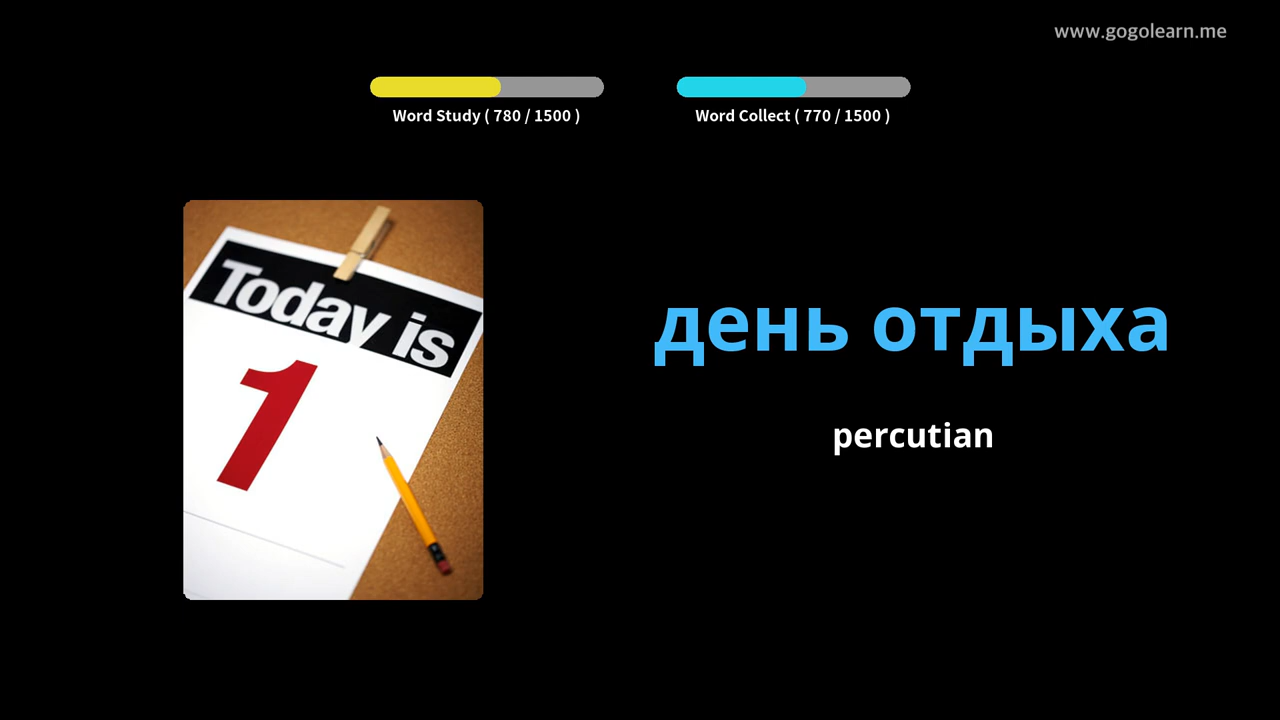 www.gogolearn.me
Word Study ( 780 / 1500 )
Word Collect ( 770 / 1500 )
Today is
1
день отдыха
percutian